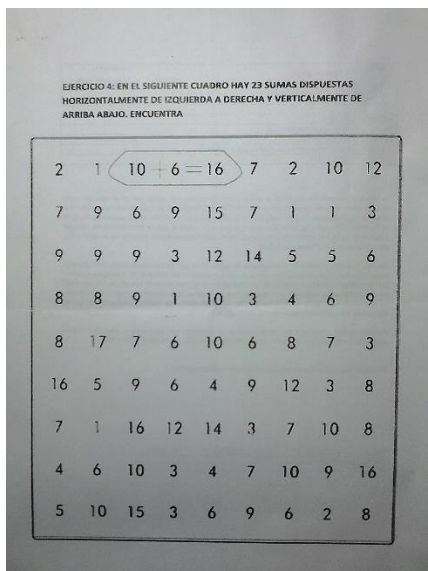 EJERCICIO 4: EN EL SIGUIENTE CUADRO HAY 23 SUMAS DISPUESTAS
HORIZONTALMENTE DE IZQUIERDA A DERECHA Y VERTICALMENTE DE
ARRIBA ABAJO. ENCUENTRA
2 1 10 + 6 = 16 7 2 10 12
7 9 6 9 15 7 1 1 3
9 9 9 3 12 14 5 5 6
8 8 9 1 10 3 4 6 9
8 17 7 6 10 6 8 7 3
16 5 9 6 4 9 12 3 8
7 1 16 12 14 3 7 10 8
4 6 10 3 4 7 10 9 16
5 10 15 3 6 9 6 2 8